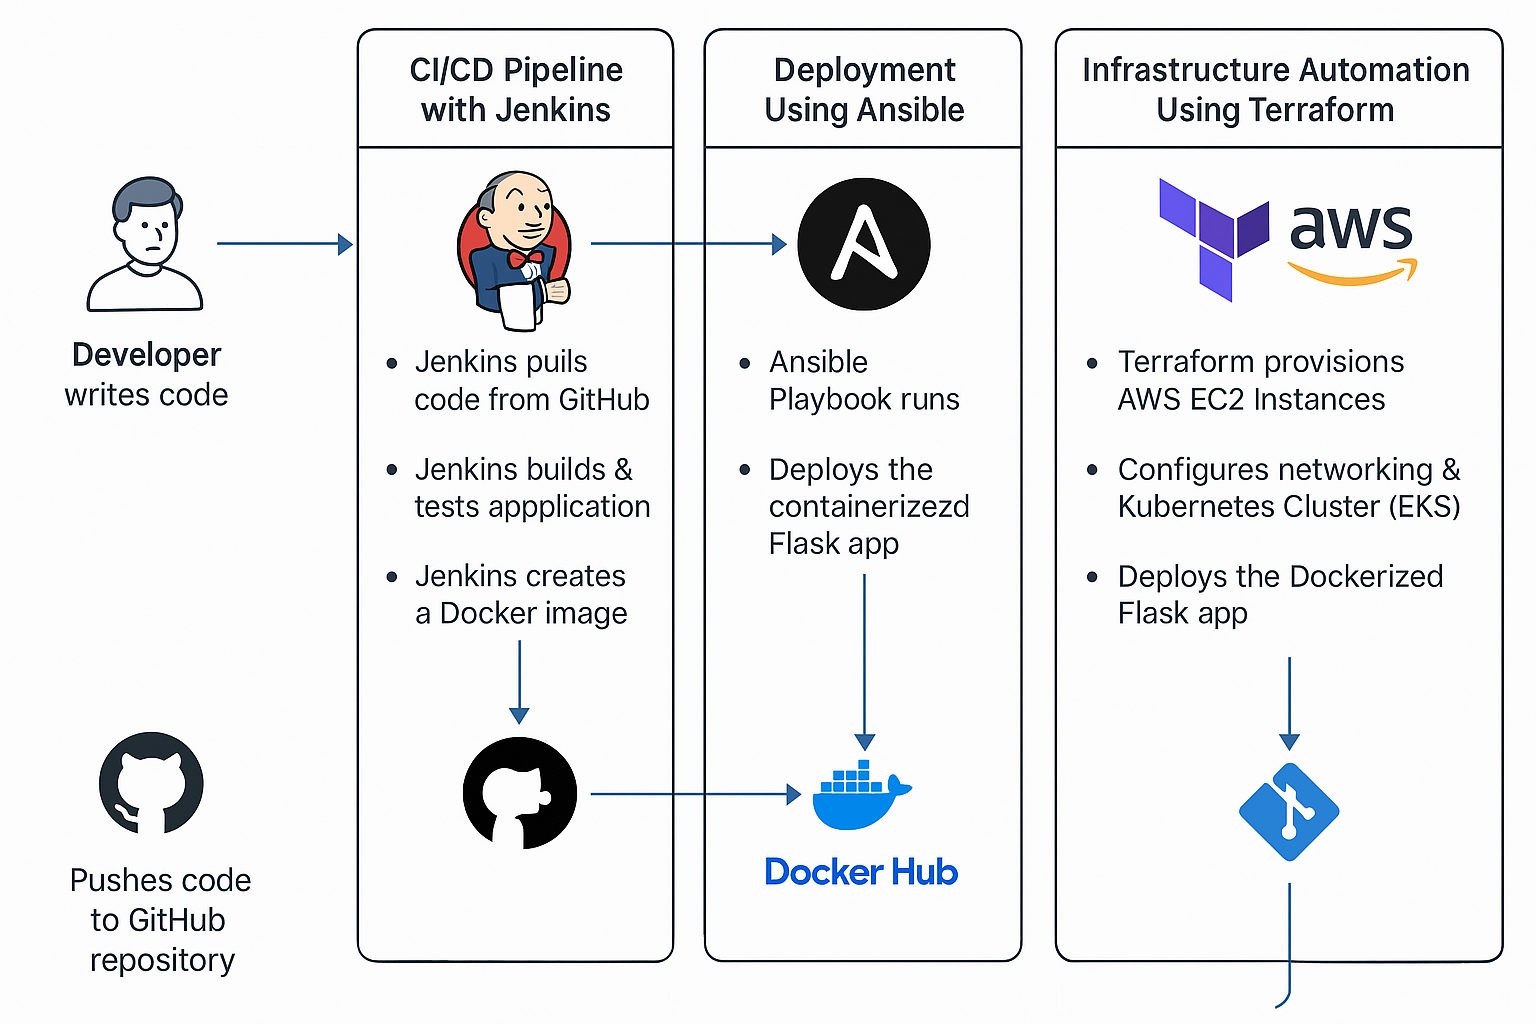 CI/CD Pipeline
with Jenkins
Deployment
Using Ansible
Infrastructure Automation
Using Terraform
aws
Developer
writes code
• Jenkins puils
code from GitHub
• Jenkins builds &
tests appplication
• Jenkins creates
a Docker image
• Ansible
Playbook runs
• Deploys the
containerizezd
Flask app
• Terraform provisions
AWS EC2 Instances
• Configures networking &
Kubernetes Cluster (EKS)
• Deploys the Dockerized
Flask app
Pushes code
to GitHub
repository
Docker Hub